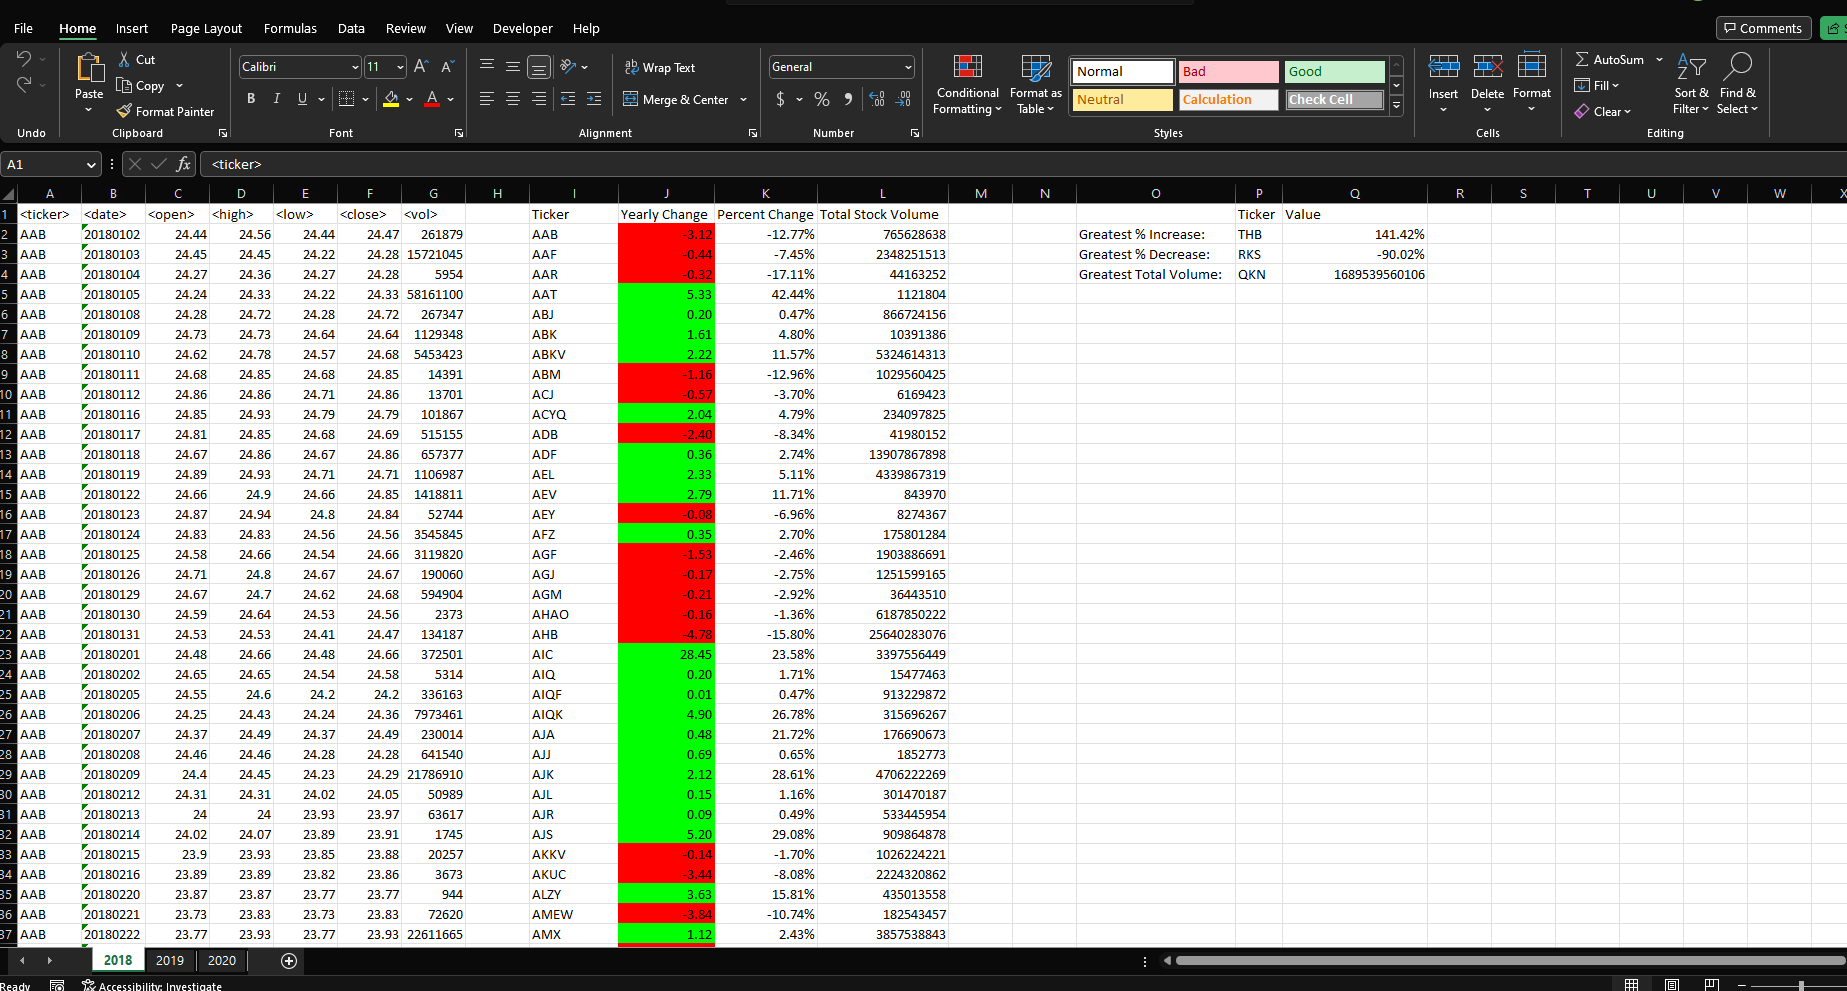 File Home Insert Page Layout Formulas Data Review View Developer Help Comments
Cut
Copy
Paste
Format Painter
Calibri 11
B I U
Wrap Text
Merge & Center
General
$ % 9
Conditional Formatting
Format as Table
Normal Bad Good
Neutral Calculation Check Cell
Insert Delete Format
AutoSum
Fill
Clear
Sort & Filter
Find & Select
Undo Clipboard Font Alignment Number Styles Cells Editing
A1 fx <ticker>
A B C D E F G H I J K L M N O P Q R S T U V W X
1 <ticker> <date> <open> <high> <low> <close> <vol> Ticker Yearly Change Percent Change Total Stock Volume Ticker Value
2 AAB 20180102 24.44 24.56 24.44 24.47 261879 AAB -3.12 -12.77% 765628638 Greatest % Increase: THB 141.42%
3 AAB 20180103 24.45 24.45 24.22 24.28 15721045 AAF -0.44 -7.45% 2348251513 Greatest % Decrease: RKS -90.02%
4 AAB 20180104 24.27 24.36 24.27 24.28 5954 AAR -0.32 -17.11% 44163252 Greatest Total Volume: QKN 1689539560106
5 AAB 20180105 24.24 24.33 24.22 24.33 58161100 AAT 5.33 42.44% 1121804
6 AAB 20180108 24.28 24.72 24.28 24.72 267347 ABJ 0.20 0.47% 866724156
7 AAB 20180109 24.73 24.73 24.64 24.64 1129348 ABK 1.61 4.80% 10391386
8 AAB 20180110 24.62 24.78 24.57 24.68 5453423 ABKV 2.22 11.57% 5324614313
9 AAB 20180111 24.68 24.85 24.68 24.85 14391 ABM -1.16 -12.96% 1029560425
10 AAB 20180112 24.86 24.86 24.71 24.86 13701 ACJ -0.57 -3.70% 6169423
11 AAB 20180116 24.85 24.93 24.79 24.79 101867 ACYQ 2.04 4.79% 234097825
12 AAB 20180117 24.81 24.85 24.68 24.69 515155 ADB -2.40 -8.34% 41980152
13 AAB 20180118 24.67 24.86 24.67 24.86 657377 ADF 0.36 2.74% 13907867898
14 AAB 20180119 24.89 24.93 24.71 24.71 1106987 AEL 2.33 5.11% 4339867319
15 AAB 20180122 24.66 24.9 24.66 24.85 1418811 AEV 2.79 11.71% 843970
16 AAB 20180123 24.87 24.94 24.8 24.84 52744 AEY -0.08 -6.96% 8274367
17 AAB 20180124 24.83 24.83 24.56 24.56 3545845 AFZ 0.35 2.70% 175801284
18 AAB 20180125 24.58 24.66 24.54 24.66 3119820 AGF -1.53 -2.46% 1903886691
19 AAB 20180126 24.71 24.8 24.67 24.67 190060 AGJ -0.17 -2.75% 1251599165
20 AAB 20180129 24.67 24.7 24.62 24.68 594904 AGM -0.21 -2.92% 36443510
21 AAB 20180130 24.59 24.64 24.53 24.56 2373 AHAO -0.16 -1.36% 6187850222
22 AAB 20180131 24.53 24.53 24.41 24.47 134187 AHB -4.78 -15.80% 25640283076
23 AAB 20180201 24.48 24.66 24.48 24.66 372501 AIC 28.45 23.58% 3397556449
24 AAB 20180202 24.65 24.65 24.54 24.58 5314 AIQ 0.20 1.71% 15477463
25 AAB 20180205 24.55 24.6 24.2 24.2 336163 AIQF 0.01 0.47% 913229872
26 AAB 20180206 24.25 24.43 24.24 24.36 7973461 AIQK 4.90 26.78% 315696267
27 AAB 20180207 24.37 24.49 24.37 24.49 230014 AJA 0.48 21.72% 176690673
28 AAB 20180208 24.46 24.46 24.28 24.28 641540 AJJ 0.69 0.65% 1852773
29 AAB 20180209 24.4 24.45 24.23 24.29 21786910 AJK 2.12 28.61% 4706222269
30 AAB 20180212 24.31 24.31 24.02 24.05 50989 AJL 0.15 1.16% 301470187
31 AAB 20180213 24 24 23.93 23.97 63617 AJR 0.09 0.49% 533445954
32 AAB 20180214 24.02 24.07 23.89 23.91 1745 AJS 5.20 29.08% 909864878
33 AAB 20180215 23.9 23.93 23.85 23.88 20257 AKKV -0.14 -1.70% 1026224221
34 AAB 20180216 23.89 23.89 23.82 23.86 3673 AKUC -3.44 -8.08% 2224320862
35 AAB 20180220 23.87 23.87 23.77 23.77 944 ALZY 3.63 15.81% 435013558
36 AAB 20180221 23.73 23.83 23.73 23.83 72620 AMEW -3.84 -10.74% 182543457
37 AAB 20180222 23.77 23.93 23.77 23.93 22611665 AMX 1.12 2.43% 3857538843
2018 2019 2020
Ready Accessibility: Investigate